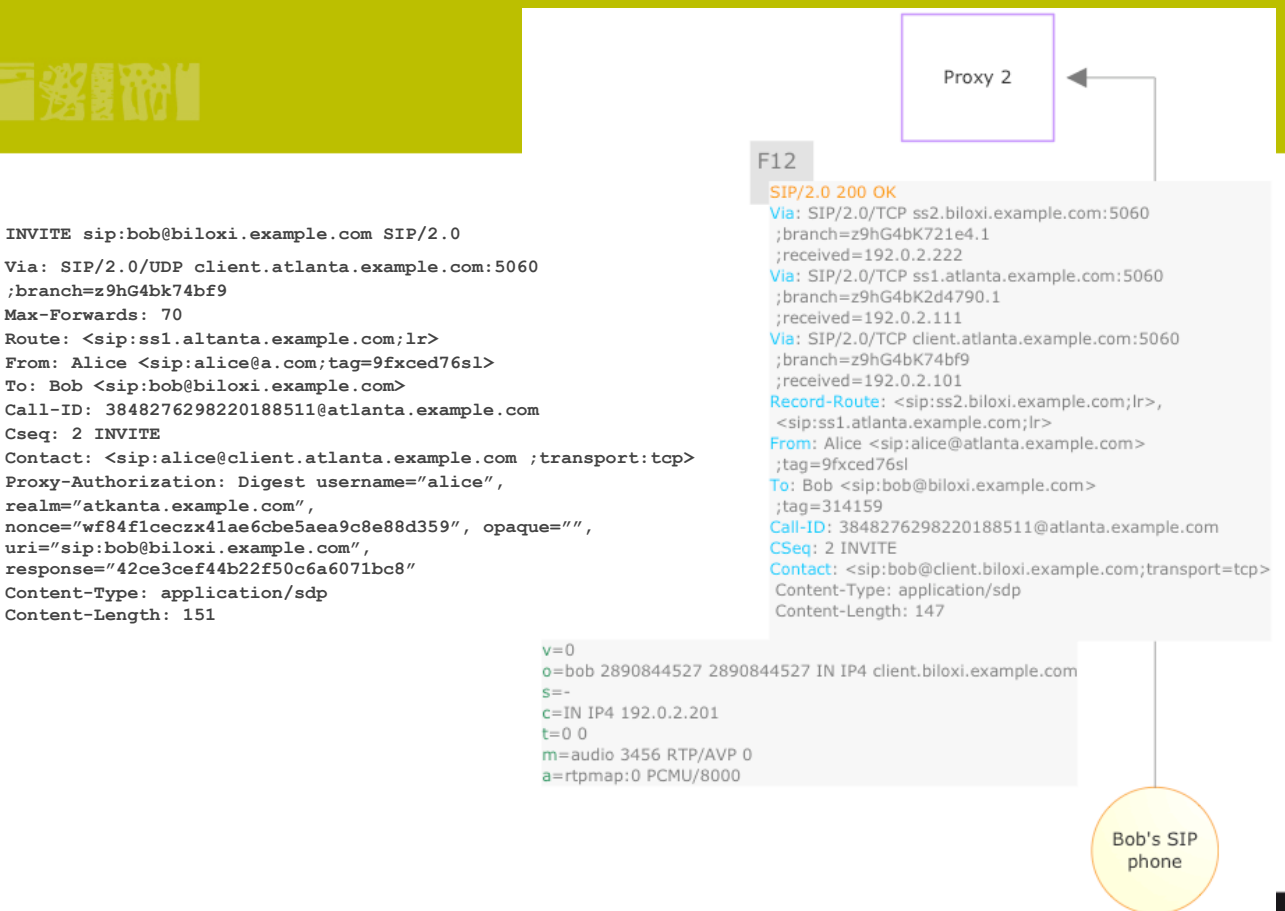 INVITE sip:bob@biloxi.example.com SIP/2.0
Via: SIP/2.0/UDP client.atlanta.example.com:5060
;branch=z9hG4bk74bf9
Max-Forwards: 70
Route: <sip:ss1.altanta.example.com;lr>
From: Alice <sip:alice@a.com;tag=9fxced76sl>
To: Bob <sip:bob@biloxi.example.com>
Call-ID: 3848276298220188511@atlanta.example.com
Cseq: 2 INVITE
Contact: <sip:alice@client.atlanta.example.com ;transport:tcp>
Proxy-Authorization: Digest username=”alice”,
realm=”atkanta.example.com”,
nonce=”wf84f1ceczx41ae6cbe5aea9c8e88d359”, opaque=””,
uri=”sip:bob@biloxi.example.com”,
response=”42ce3cef44b22f50c6a6071bc8”
Content-Type: application/sdp
Content-Length: 151
Proxy 2
F12
SIP/2.0 200 OK
Via: SIP/2.0/TCP ss2.biloxi.example.com:5060
;branch=z9hG4bK721e4.1
;received=192.0.2.222
Via: SIP/2.0/TCP ss1.atlanta.example.com:5060
;branch=z9hG4bK2d4790.1
;received=192.0.2.111
Via: SIP/2.0/TCP client.atlanta.example.com:5060
;branch=z9hG4bK74bf9
;received=192.0.2.101
Record-Route: <sip:ss2.biloxi.example.com;lr>,
<sip:ss1.atlanta.example.com;lr>
From: Alice <sip:alice@atlanta.example.com>
;tag=9fxced76sl
To: Bob <sip:bob@biloxi.example.com>
;tag=314159
Call-ID: 3848276298220188511@atlanta.example.com
CSeq: 2 INVITE
Contact: <sip:bob@client.biloxi.example.com;transport=tcp>
Content-Type: application/sdp
Content-Length: 147
v=0
o=bob 2890844527 2890844527 IN IP4 client.biloxi.example.com
s=-
c=IN IP4 192.0.2.201
t=0 0
m=audio 3456 RTP/AVP 0
a=rtpmap:0 PCMU/8000
Bob's SIP
phone